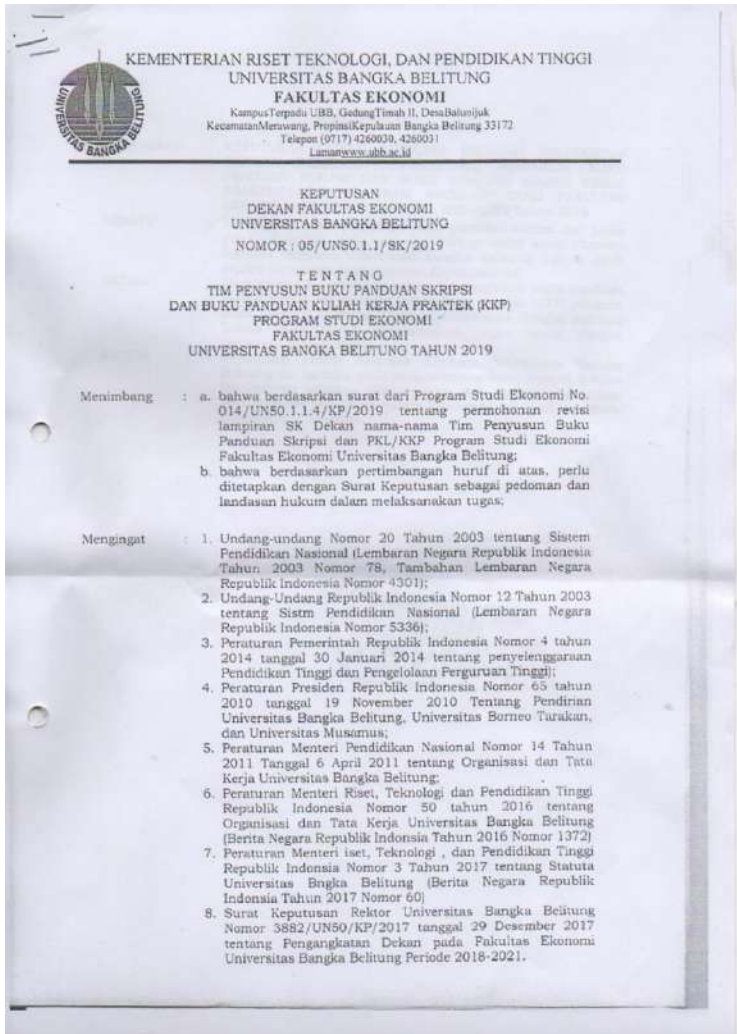 KEMENTERIAN RISET TEKNOLOGI, DAN PENDIDIKAN TINGGI
UNIVERSITAS BANGKA BELITUNG
FAKULTAS EKONOMI
KampusTerpadu UBB, GedungTimah II, DesaBalunijuk
KecamatanMerawang, PropinsiKepulauan Bangka Belitung 33172
Telepon (0717) 4260030, 4260031
Lamanwww.ubb.ac.id
UNIVERSITAS BANGKA BELITUNG
KEPUTUSAN
DEKAN FAKULTAS EKONOMI
UNIVERSITAS BANGKA BELITUNG
NOMOR : 05/UN50.1.1/SK/2019
T E N T A N G
TIM PENYUSUN BUKU PANDUAN SKRIPSI
DAN BUKU PANDUAN KULIAH KERJA PRAKTEK (KKP)
PROGRAM STUDI EKONOMI
FAKULTAS EKONOMI
UNIVERSITAS BANGKA BELITUNG TAHUN 2019
Menimbang : a. bahwa berdasarkan surat dari Program Studi Ekonomi No.
014/UN50.1.1.4/KP/2019 tentang permohonan revisi
lampiran SK Dekan nama-nama Tim Penyusun Buku
Panduan Skripsi dan PKL/KKP Program Studi Ekonomi
Fakultas Ekonomi Universitas Bangka Belitung;
b. bahwa berdasarkan pertimbangan huruf di atas, perlu
ditetapkan dengan Surat Keputusan sebagai pedoman dan
landasan hukum dalam melaksanakan tugas;
Mengingat : 1. Undang-undang Nomor 20 Tahun 2003 tentang Sistem
Pendidikan Nasional (Lembaran Negara Republik Indonesia
Tahun 2003 Nomor 78, Tambahan Lembaran Negara
Republik Indonesia Nomor 4301);
2. Undang-Undang Republik Indonesia Nomor 12 Tahun 2003
tentang Sistm Pendidikan Nasional (Lembaran Negara
Republik Indonesia Nomor 5336);
3. Peraturan Pemerintah Republik Indonesia Nomor 4 tahun
2014 tanggal 30 Januari 2014 tentang penyelenggaraan
Pendidikan Tinggi dan Pengelolaan Perguruan Tinggi);
4. Peraturan Presiden Republik Indonesia Nomor 65 tahun
2010 tanggal 19 November 2010 Tentang Pendirian
Universitas Bangka Belitung, Universitas Borneo Tarakan,
dan Universitas Musamus;
5. Peraturan Menteri Pendidikan Nasional Nomor 14 Tahun
2011 Tanggal 6 April 2011 tentang Organisasi dan Tata
Kerja Universitas Bangka Belitung;
6. Peraturan Menteri Riset, Teknologi dan Pendidikan Tinggi
Republik Indonesia Nomor 50 tahun 2016 tentang
Organisasi dan Tata Kerja Universitas Bangka Belitung
(Berita Negara Republik Indonsia Tahun 2016 Nomor 1372)
7. Peraturan Menteri iset, Teknologi , dan Pendidikan Tinggi
Republik Indonsia Nomor 3 Tahun 2017 tentang Statuta
Universitas Bngka Belitung (Berita Negara Republik
Indonsia Tahun 2017 Nomor 60)
8. Surat Keputusan Rektor Universitas Bangka Belitung
Nomor 3882/UN50/KP/2017 tanggal 29 Desember 2017
tentang Pengangkatan Dekan pada Fakultas Ekonomi
Universitas Bangka Belitung Periode 2018-2021.